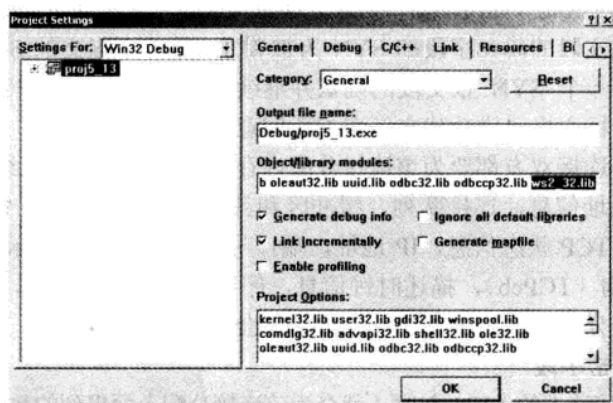 Project Settings
Settings For: Win32 Debug
proj5_13
General Debug C/C++ Link Resources
Category: General Reset
Output file name:
Debug/proj5_13.exe
Object/library modules:
b oleaut32.lib uuid.lib odbc32.lib odbccp32.lib ws2_32.lib
Generate debug info Ignore all default libraries
Link incrementally Generate mapfile
Enable profiling
Project Options:
kernel32.lib user32.lib gdi32.lib winspool.lib
comdlg32.lib advapi32.lib shell32.lib ole32.lib
oleaut32.lib uuid.lib odbc32.lib odbccp32.lib
OK Cancel